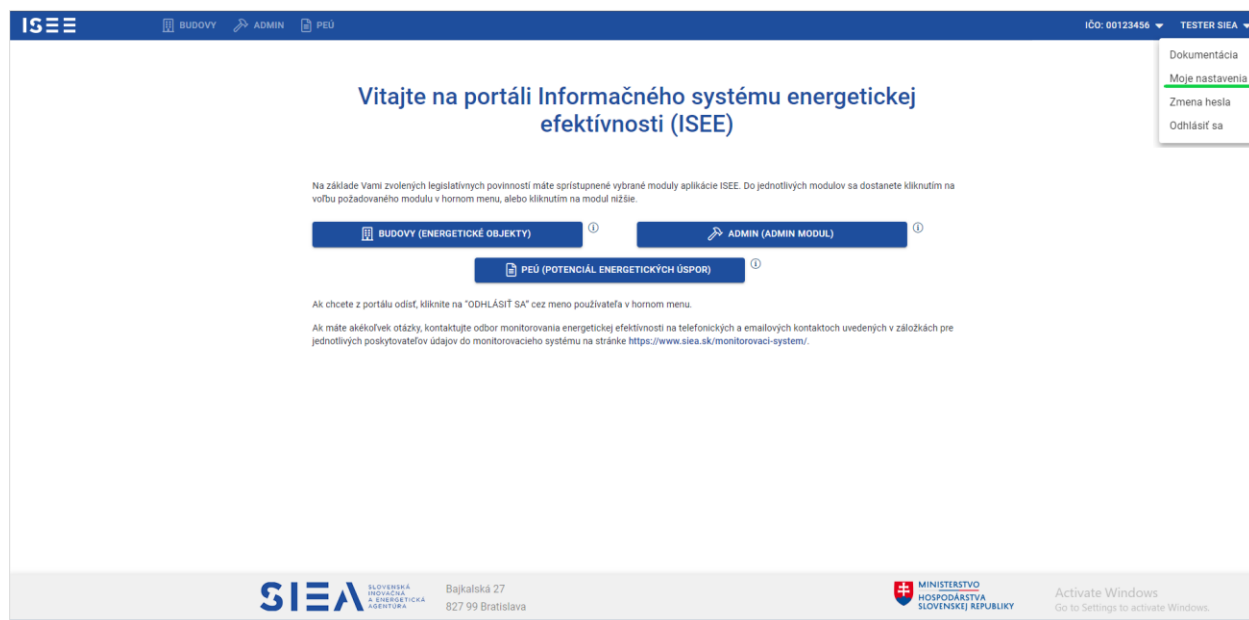 ISEE
BUDOVY
ADMIN
PEÚ
IČO: 00123456
TESTER SIEA
Dokumentácia
Moje nastavenia
Zmena hesla
Odhlásiť sa
Vitajte na portáli Informačného systému energetickej
efektívnosti (ISEE)
Na základe Vami zvolených legislatívnych povinností máte sprístupnené vybrané moduly aplikácie ISEE. Do jednotlivých modulov sa dostanete kliknutím na
voľbu požadovaného modulu v hornom menu, alebo kliknutím na modul nižšie.
BUDOVY (ENERGETICKÉ OBJEKTY)
ADMIN (ADMIN MODUL)
PEÚ (POTENCIÁL ENERGETICKÝCH ÚSPOR)
Ak chcete z portálu odísť, kliknite na "ODHLÁSIŤ SA" cez meno používateľa v hornom menu.
Ak máte akékoľvek otázky, kontaktujte odbor monitorovania energetickej efektívnosti na telefonických a emailových kontaktoch uvedených v záložkách pre
jednotlivých poskytovateľov údajov do monitorovacieho systému na stránke https://www.siea.sk/monitorovaci-system/.
SIEA
SLOVENSKÁ
INOVAČNÁ
A ENERGETICKÁ
AGENTÚRA
Bajkalská 27
827 99 Bratislava
MINISTERSTVO
HOSPODÁRSTVA
SLOVENSKEJ REPUBLIKY
Activate Windows
Go to Settings to activate Windows.